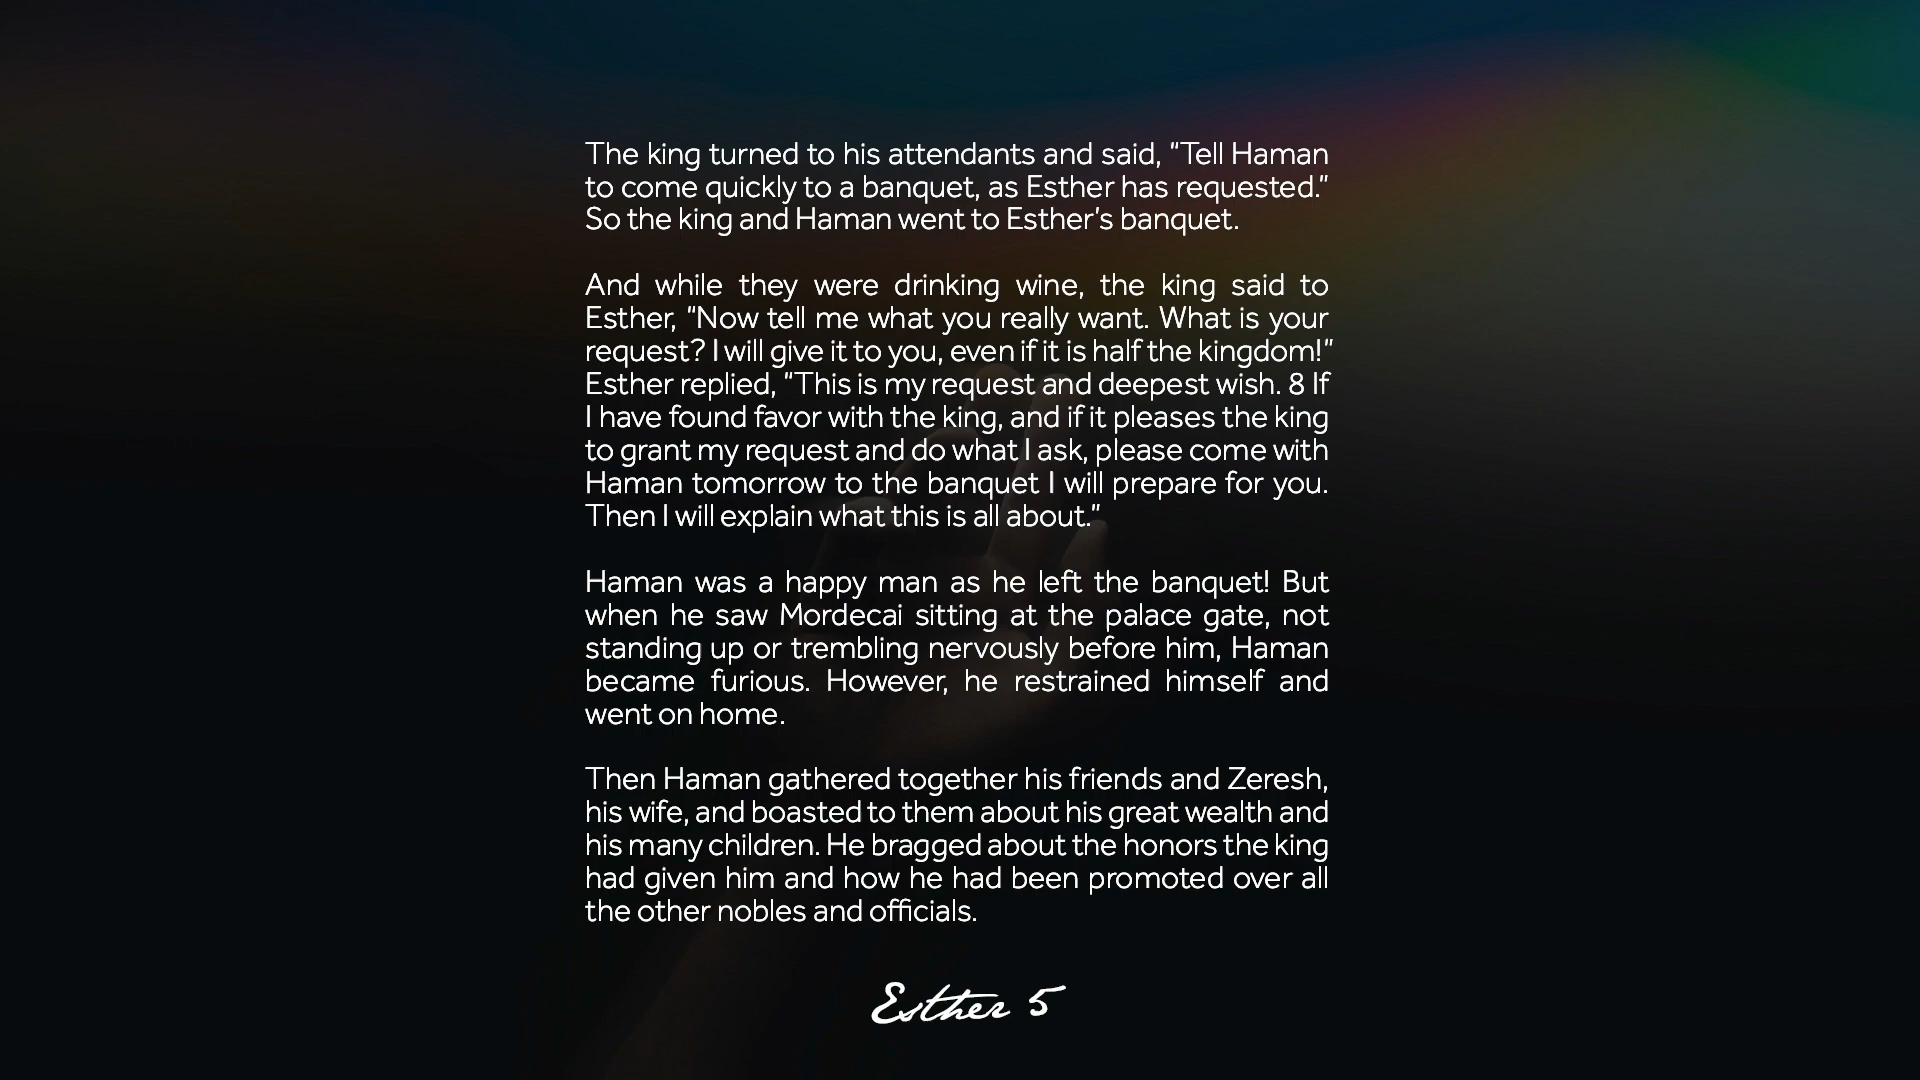 The king turned to his attendants and said, “Tell Haman
to come quickly to a banquet, as Esther has requested.”
So the king and Haman went to Esther’s banquet.
And while they were drinking wine, the king said to
Esther, “Now tell me what you really want. What is your
request? I will give it to you, even if it is half the kingdom!”
Esther replied, “This is my request and deepest wish. 8 If
I have found favor with the king, and if it pleases the king
to grant my request and do what I ask, please come with
Haman tomorrow to the banquet I will prepare for you.
Then I will explain what this is all about.”
Haman was a happy man as he left the banquet! But
when he saw Mordecai sitting at the palace gate, not
standing up or trembling nervously before him, Haman
became furious. However, he restrained himself and
went on home.
Then Haman gathered together his friends and Zeresh,
his wife, and boasted to them about his great wealth and
his many children. He bragged about the honors the king
had given him and how he had been promoted over all
the other nobles and officials.
Esther 5